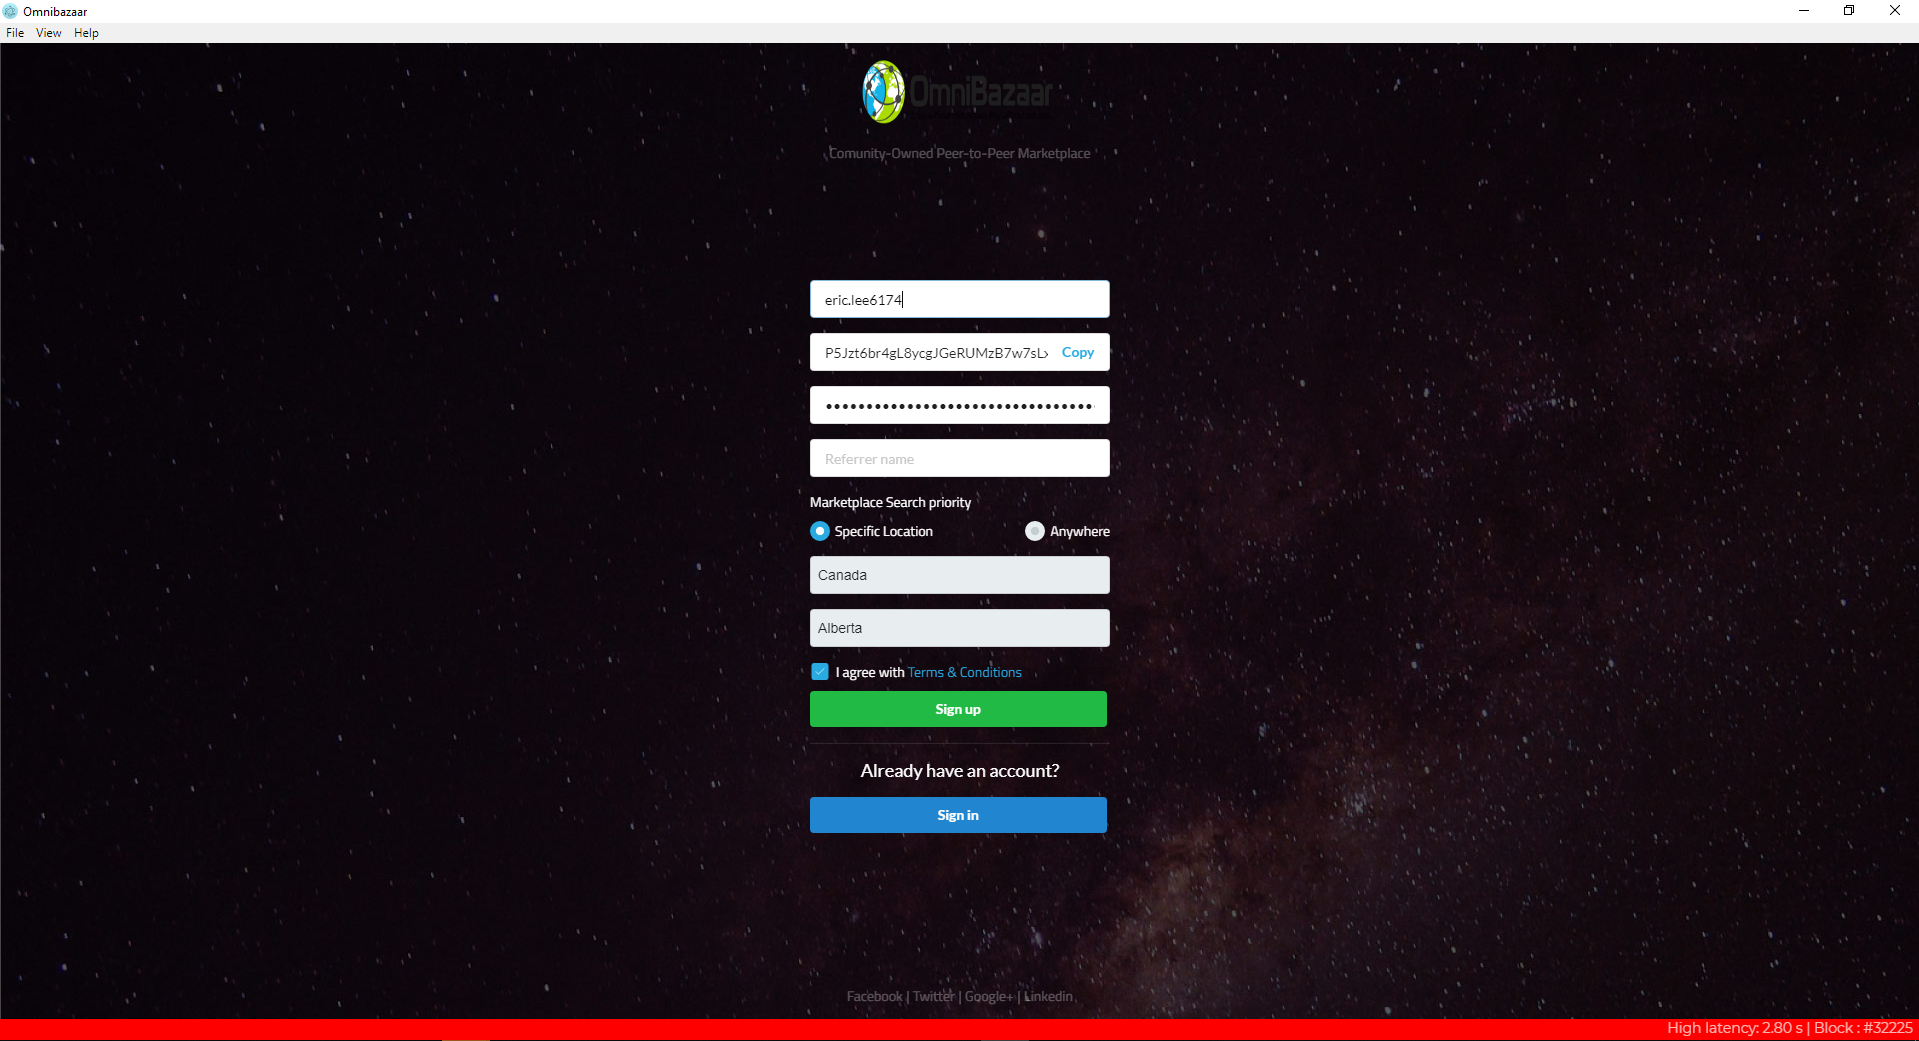 Omnibazaar
File View Help
OmniBazaar
Comunity-Owned Peer-to-Peer Marketplace
eric.lee6174
P5Jzt6br4gL8ycgJGeRUMzB7w7sL Copy
Referrer name
Marketplace Search priority
Specific Location Anywhere
Canada
Alberta
I agree with Terms & Conditions
Sign up
Already have an account?
Sign in
Facebook | Twitter | Google+ | Linkedin
High latency: 2.80 s | Block : #32225